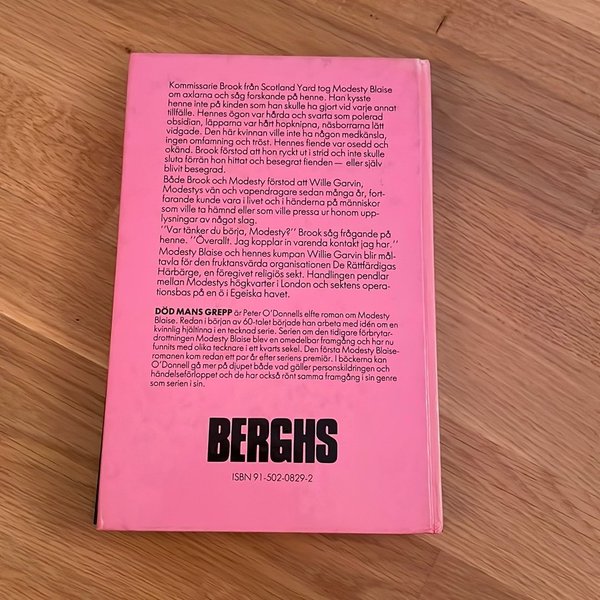 Kommissarie Brook från Scotland Yard tog Modesty Blaise
om axlarna och såg forskande på henne. Han kysste
henne inte på kinden som han skulle ha gjort vid varje annat
tillfälle. Hennes ögon var hårda och svarta som polerad
obsidian, läpparna var hårt hopknipna, näsborrarna lätt
vidgade. Den här kvinnan ville inte ha någon medkänsla,
ingen omfamning och tröst. Hennes fiende var osedd och
okänd. Brook förstod att hon ryckt ut i strid och inte skulle
sluta förrän hon hittat och besegrat fienden — eller själv
blivit besegrad.
Både Brook och Modesty förstod att Wille Garvin,
Modestys vän och vapendragare sedan många år, fort-
farande kunde vara i livet och i händerna på människor
som ville ta hämnd eller som ville pressa ur honom upp-
lysningar av något slag.
"Var tänker du börja, Modesty?" Brook såg frågande på
henne. "Överallt. Jag kopplar in varenda kontakt jag har."
Modesty Blaise och hennes kumpan Willie Garvin blir mål-
tavla för den fruktansvärda organisationen De Rättfärdigas
Härbärge, en föregivet religiös sekt. Handlingen pendlar
mellan Modestys högkvarter i London och sektens opera-
tionsbas på en ö i Egeiska havet.
DÖD MANS GREPP är Peter O'Donnells elfte roman om Modesty
Blaise. Redan i början av 60-talet började han arbeta med idén om en
kvinnlig hjältinna i en tecknad serie. Serien om den tidigare förbrytar-
drottningen Modesty Blaise blev en omedelbar framgång och har nu
funnits med olika tecknare i ett kvarts sekel. Den första Modesty Blaise-
romanen kom redan ett par år efter seriens premiär. I böckerna kan
O'Donnell gå mer på djupet både vad gäller personskildringen och
händelseförloppet och de har också rönt samma framgång i sin genre
som serien i sin.
BERGHS
ISBN 91-502-0829-2